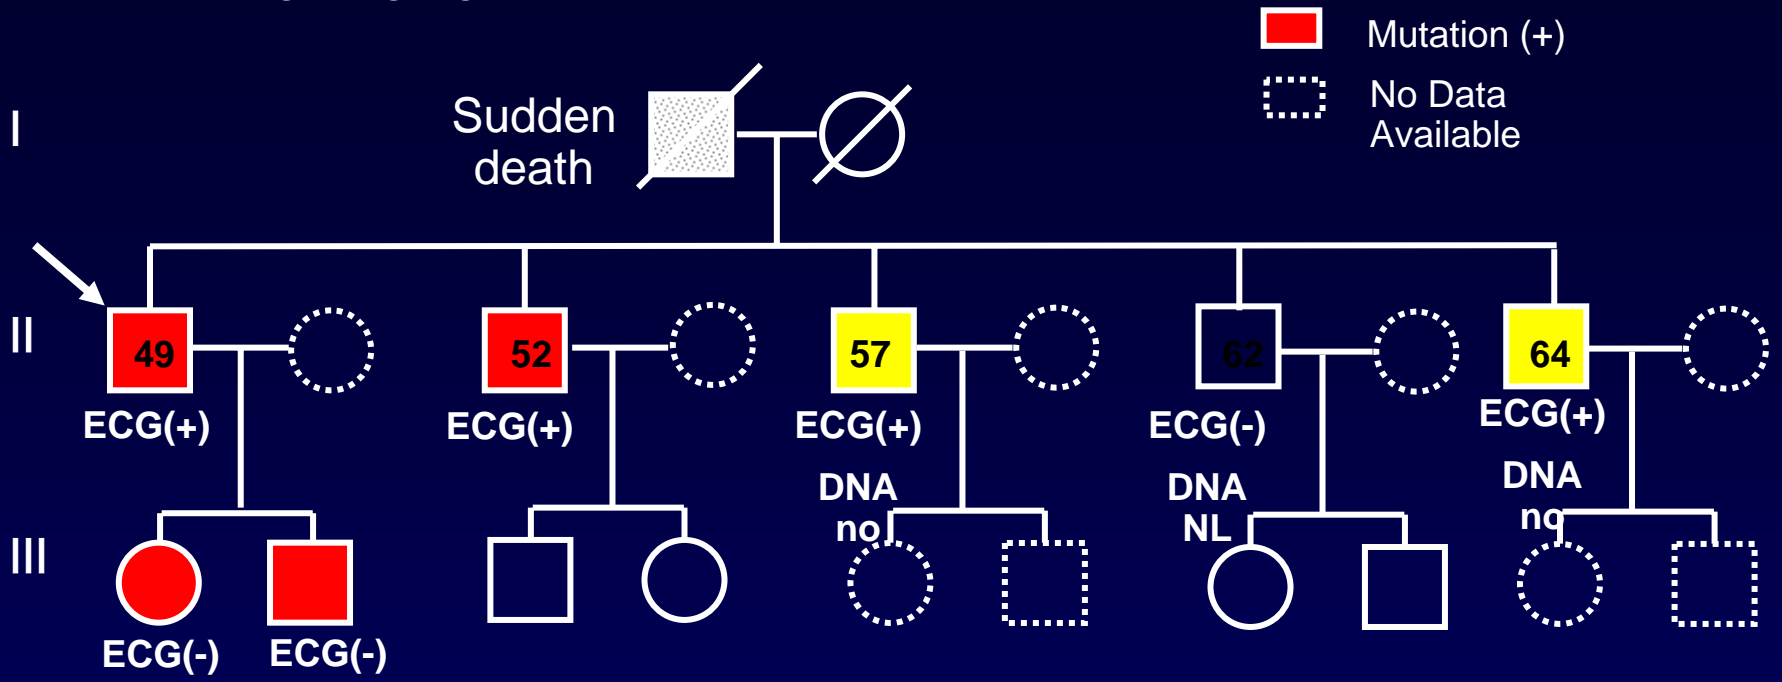 Mutation (+)
No Data
Available
I
Sudden
death
II
49
52
57
62
64
ECG(+)
ECG(+)
ECG(+)
ECG(-)
ECG(+)
DNA
no
DNA
NL
DNA
no
III
ECG(-)
ECG(-)